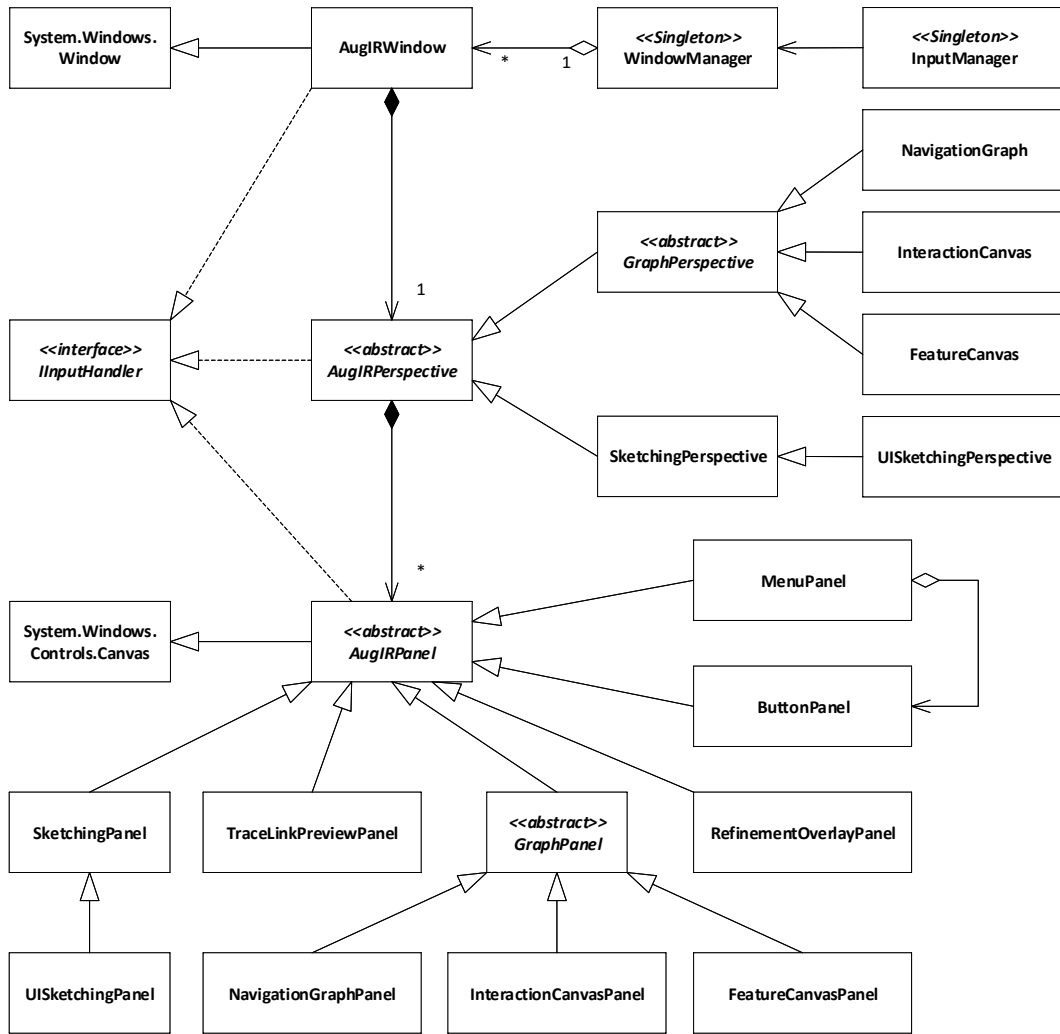 System.Windows.
Window
AugIRWindow
*
1
<<Singleton>>
WindowManager
<<Singleton>>
InputManager
NavigationGraph
<<abstract>>
GraphPerspective
InteractionCanvas
1
<<interface>>
IInputHandler
<<abstract>>
AugIRPerspective
FeatureCanvas
SketchingPerspective
UISketchingPerspective
*
MenuPanel
System.Windows.
Controls.Canvas
<<abstract>>
AugIRPanel
ButtonPanel
SketchingPanel
TraceLinkPreviewPanel
<<abstract>>
GraphPanel
RefinementOverlayPanel
UISketchingPanel
NavigationGraphPanel
InteractionCanvasPanel
FeatureCanvasPanel